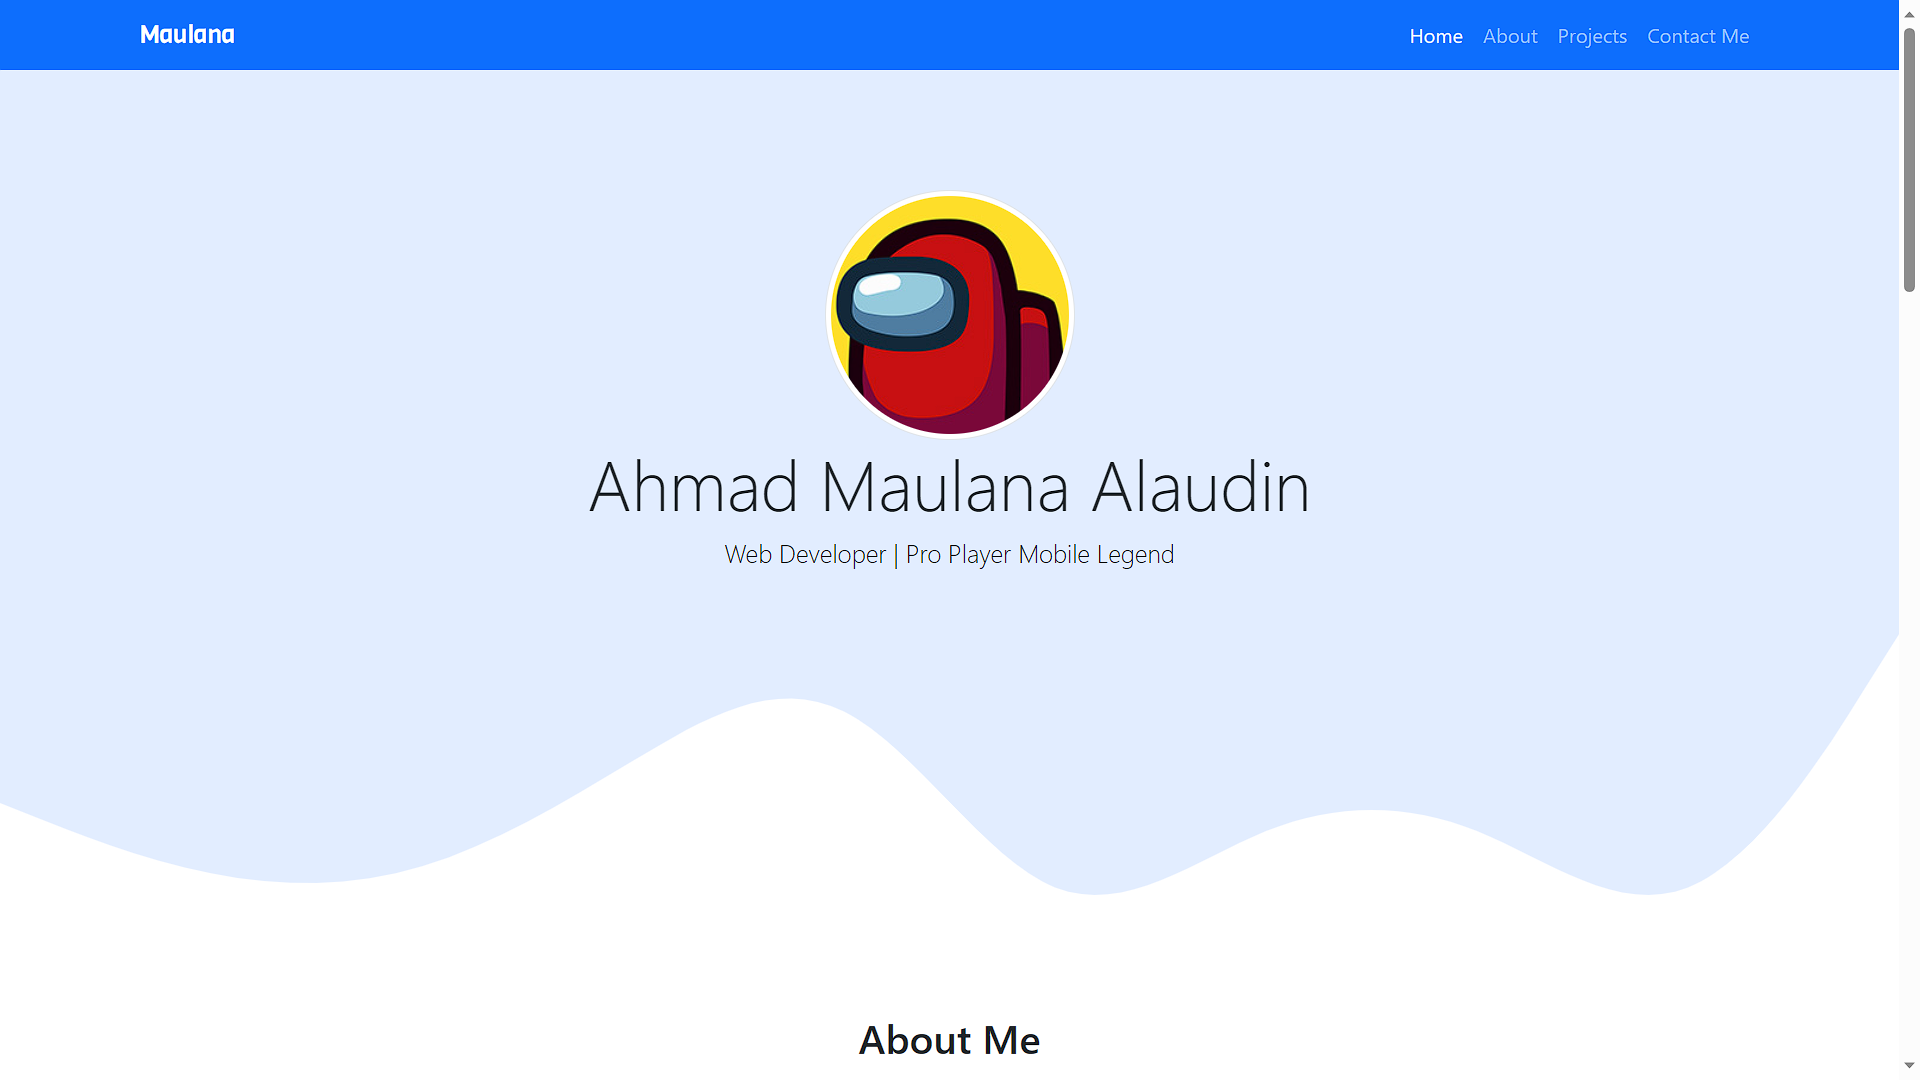 Maulana
Home About Projects Contact Me
Ahmad Maulana Alaudin
Web Developer | Pro Player Mobile Legend
About Me